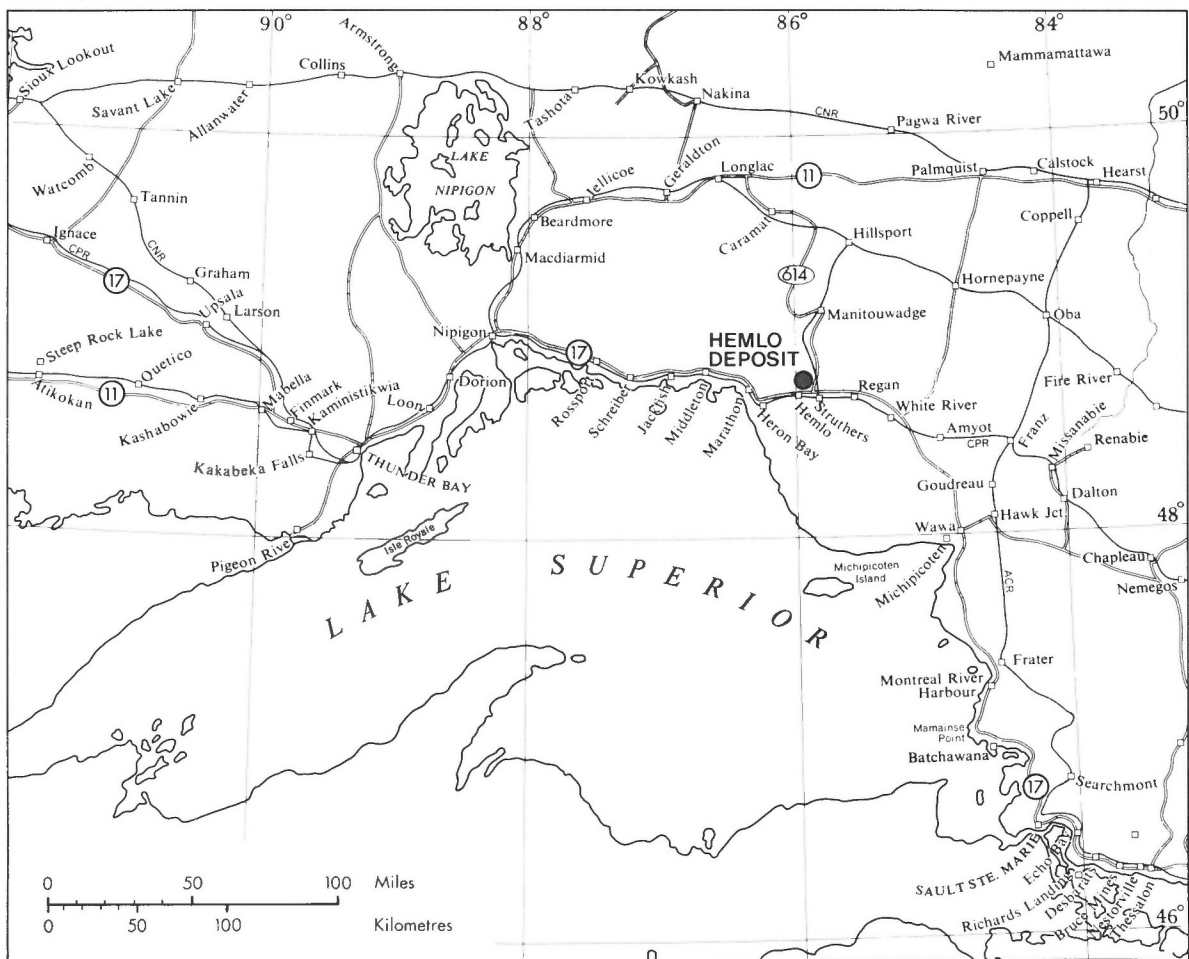 90°
88°
86°
84°
Sioux Lookout
Savant Lake
Allanwater
Collins
Armstrong
Tashota
Kowkash
Nakina
CNR
Mammamattawa
Pagwa River
50°
Watcomb
Tannin
LAKE
NIPIGON
Jellicoe
Geraldton
Longlac
11
Palmquist
Calstock
Hearst
Ignace
CPR
CNR
Beardmore
Caramat
Hillsport
Coppell
17
Graham
Macdiarmid
614
Hornepayne
Upsala
Larson
Manitouwadge
Oba
Steep Rock Lake
Nipigon
17
HEMLO
DEPOSIT
Atikokan
11
Quetico
Kashabowie
Mabella
Finmark
Kaministikwia
Loon
Dorion
Rossport
Schreiber
Jackfish
Middleton
Marathon
Heron Bay
Hemlo
Struthers
Regan
White River
Amyot
CPR
Franz
Fire River
Missanabie
Renabie
Kakabeka Falls
THUNDER BAY
Goudreau
Dalton
Pigeon River
Isle Royale
Wawa
Hawk Jct
48°
LAKE SUPERIOR
Michipicoten
Island
Michipicoten
ACR
Chapleau
Nemegos
Frater
Montreal River
Harbour
Mamainse
Point
Batchawana
17
Searchmont
SAULT STE. MARIE
Echo Bay
Richards Landing
Desbarats
Bruce Mines
Nestorville
Thessalon
46°
0 50 100 Miles
0 50 100 Kilometres